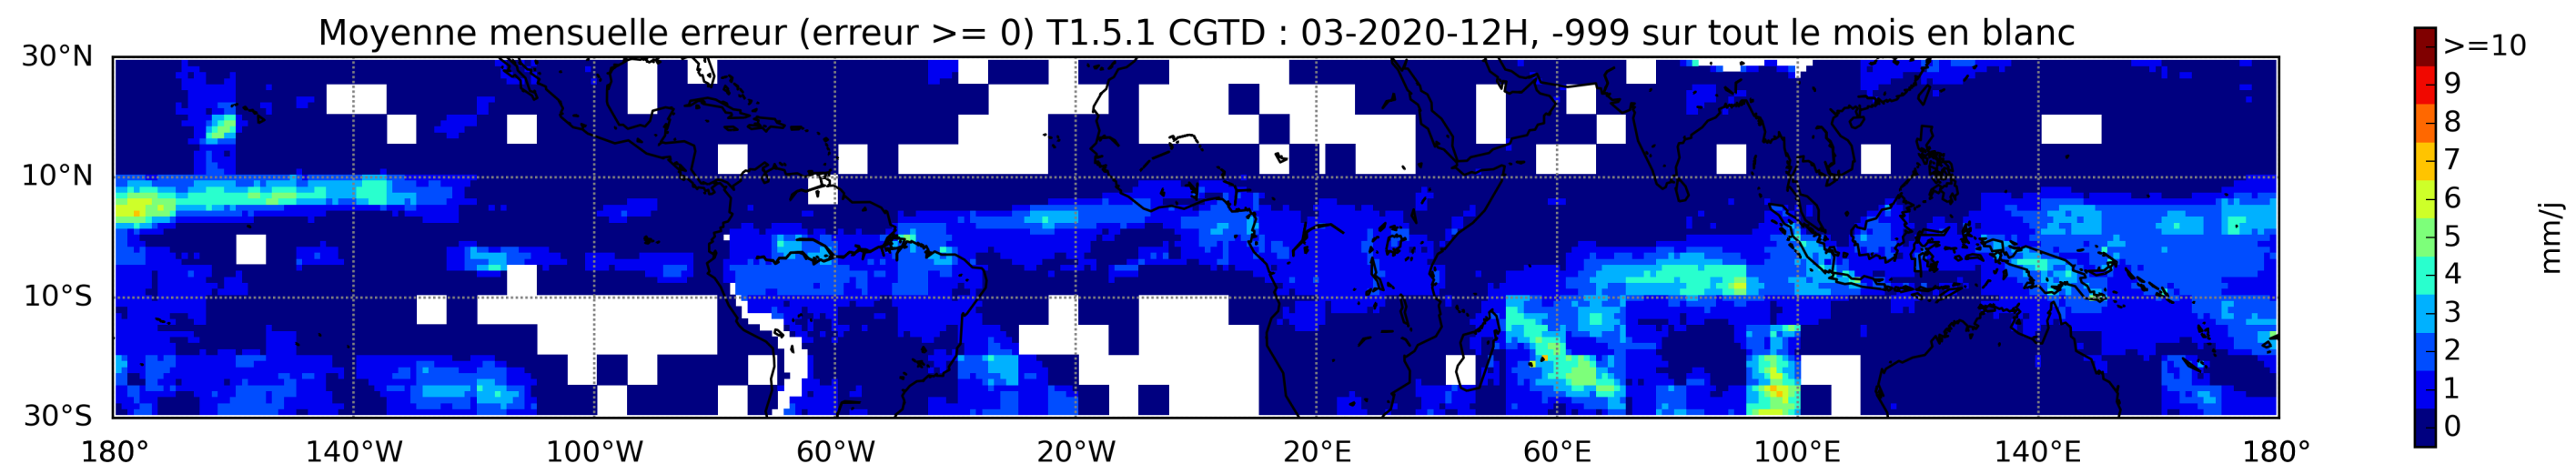 Moyenne mensuelle erreur (erreur >= 0) T1.5.1 CGTD : 03-2020-12H, -999 sur tout le mois en blanc
30°N
10°N
10°S
30°S
180° 140°W 100°W 60°W 20°W 20°E 60°E 100°E 140°E 180°
>=10
9
8
7
6
5
4
3
2
1
0
mm/j